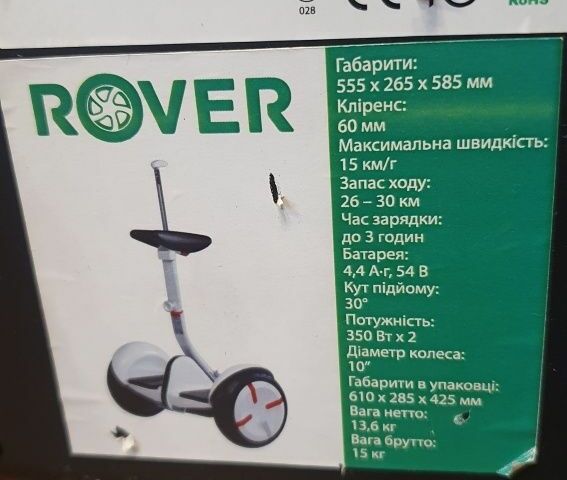 028
RoHS
ROVER
Габарити:
555 x 265 x 585 мм
Кліренс:
60 мм
Максимальна швидкість:
15 км/г
Запас ходу:
26 – 30 км
Час зарядки:
до 3 годин
Батарея:
4,4 А·г, 54 В
Кут підйому:
30°
Потужність:
350 Вт x 2
Діаметр колеса:
10”
Габарити в упаковці:
610 x 285 x 425 мм
Вага нетто:
13,6 кг
Вага брутто:
15 кг